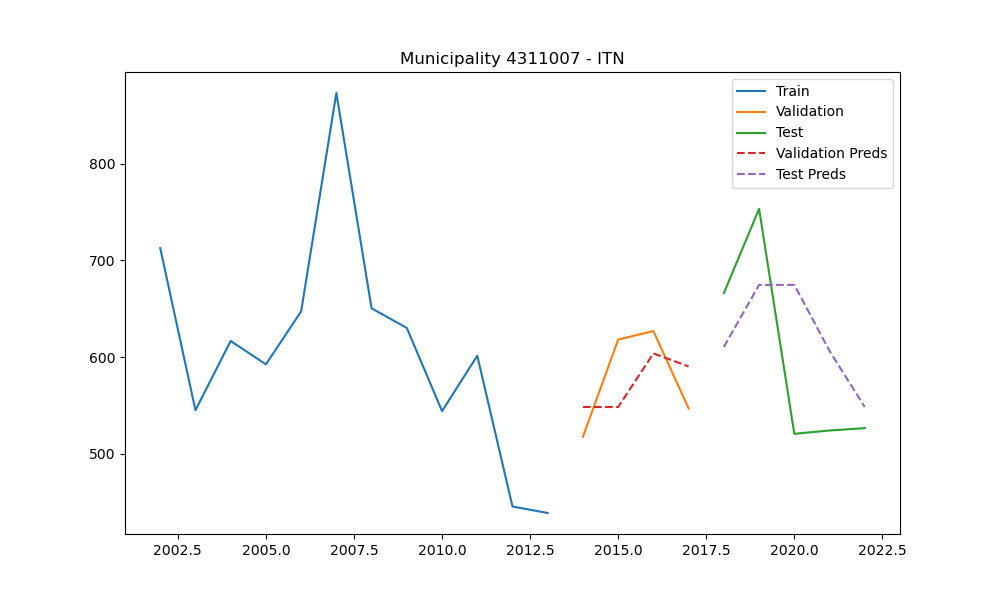 Municipality 4311007 - ITN
Train
Validation
Test
Validation Preds
Test Preds
800
700
600
500
2002.5 2005.0 2007.5 2010.0 2012.5 2015.0 2017.5 2020.0 2022.5